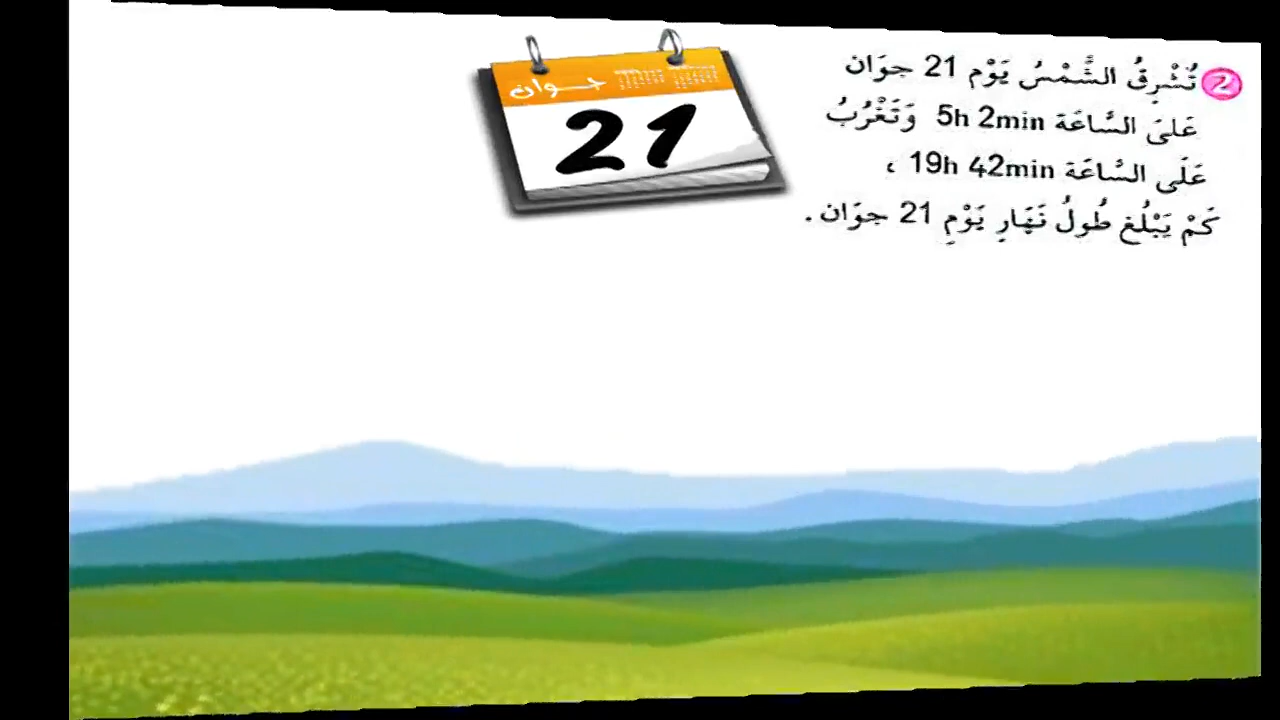 جوان
21
2 تُشْرِقُ الشَّمْسُ يَوْم 21 جوَان
عَلىَ السَّاعَة 5h 2min وَتَغْرُبُ
عَلَى السَّاعَة 19h 42min ،
كَمْ يَبْلُغ طُولُ نَهَارِ يَوْمِ 21 جوَان .